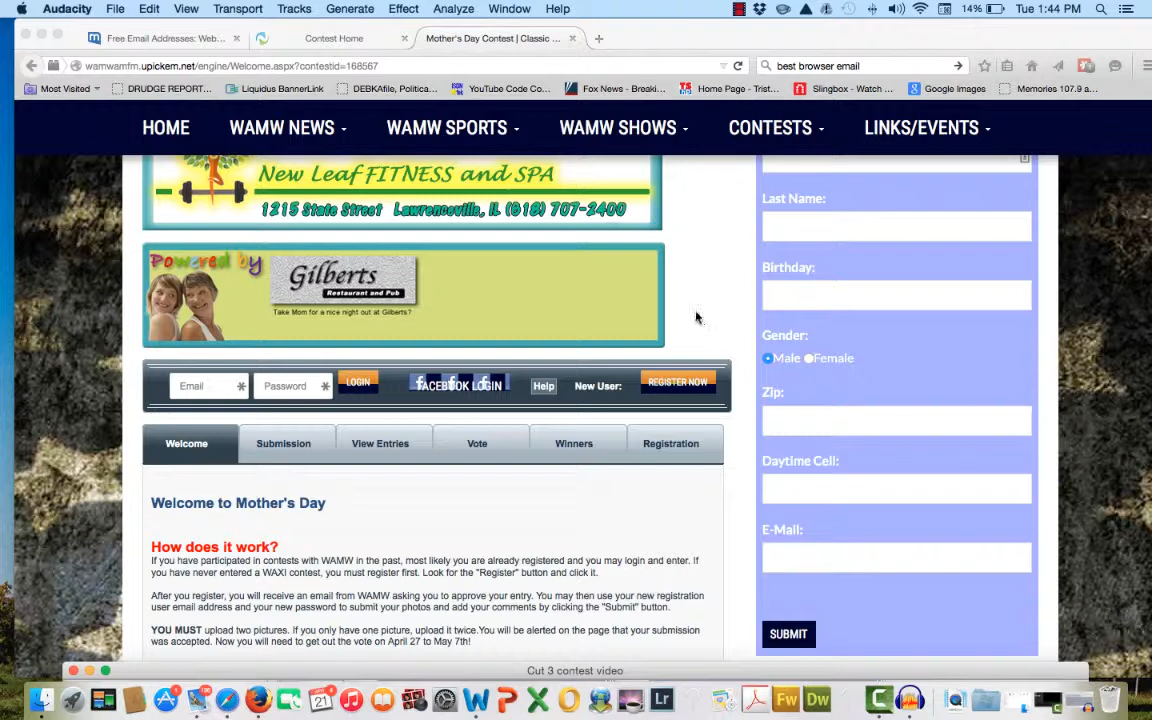 Audacity File Edit View Transport Tracks Generate Effect Analyze Window Help 14% Tue 1:44 PM
Free Email Addresses: Web... × Contest Home × Mother's Day Contest | Classic ... × +
wamwamfm.upickem.net/engine/Welcome.aspx?contestid=168567 best browser email
Most Visited DRUDGE REPORT... Liquidus BannerLink DEBKAfile, Politica... YouTube Code Co... Fox News - Breaki... Home Page - Trist... Slingbox - Watch ... Google Images Memories 107.9 a...
HOME WAMW NEWS WAMW SPORTS WAMW SHOWS CONTESTS LINKS/EVENTS
New Leaf FITNESS and SPA
1215 State Street Lawrenceville, IL (618) 707-2400
Powered by
Gilberts
Restaurant and Pub
Take Mom for a nice night out at Gilberts?
Email Password LOGIN FACEBOOK LOGIN Help New User: REGISTER NOW
Welcome Submission View Entries Vote Winners Registration
Welcome to Mother's Day
How does it work?
If you have participated in contests with WAMW in the past, most likely you are already registered and you may login and enter. If
you have never entered a WAXI contest, you must register first. Look for the "Register" button and click it.
After you register, you will receive an email from WAMW asking you to approve your entry. You may then use your new registration
user email address and your new password to submit your photos and add your comments by clicking the "Submit" button.
YOU MUST upload two pictures. If you only have one picture, upload it twice.You will be alerted on the page that your submission
was accepted. Now you will need to get out the vote on April 27 to May 7th!
Last Name:
Birthday:
Gender:
Male Female
Zip:
Daytime Cell:
E-Mail:
SUBMIT
Cut 3 contest video